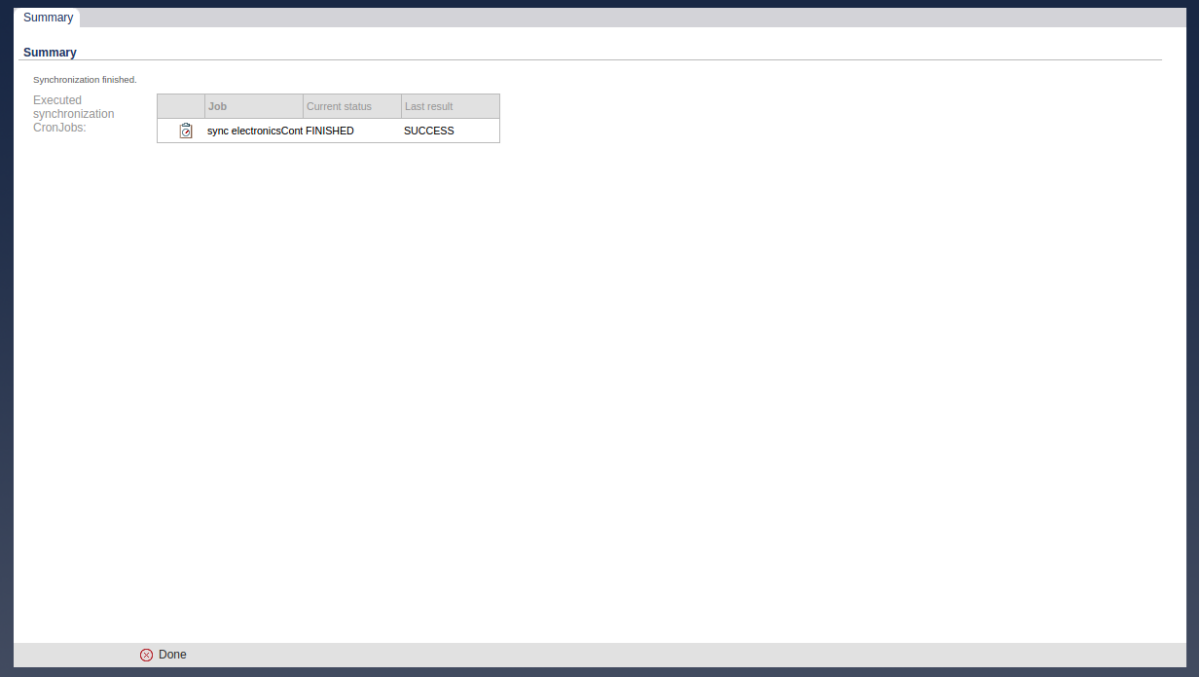 Summary
Summary
Synchronization finished.
Executed synchronization CronJobs:
Job Current status Last result
sync electronicsCont FINISHED SUCCESS
Done